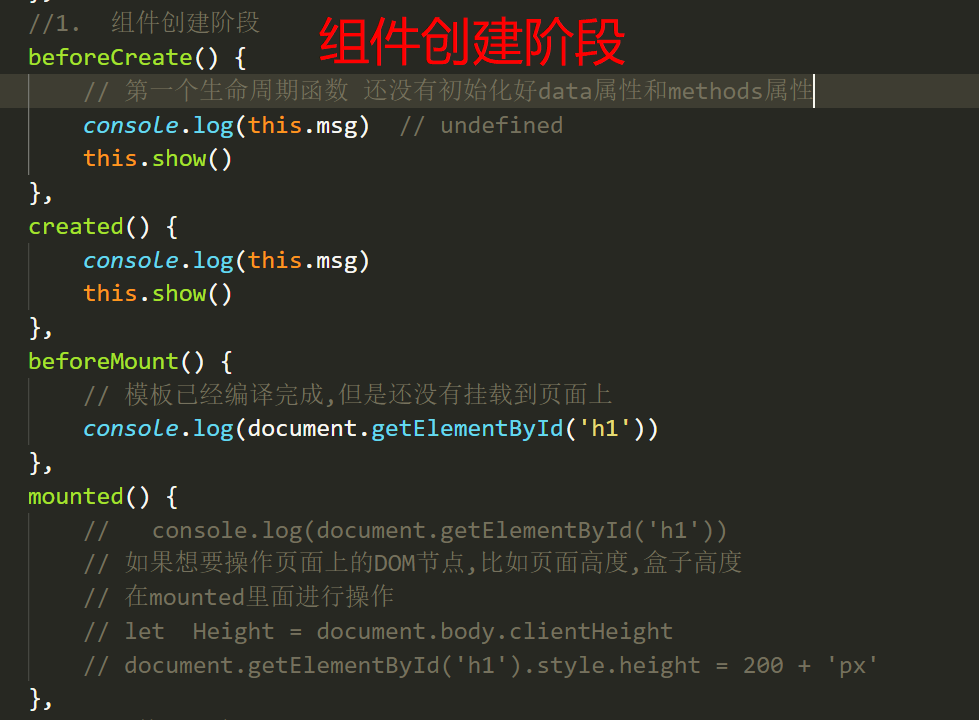 //1.  组件创建阶段
组件创建阶段
beforeCreate() {
    // 第一个生命周期函数 还没有初始化好data属性和methods属性
    console.log(this.msg)  // undefined
    this.show()
},
created() {
    console.log(this.msg)
    this.show()
},
beforeMount() {
    // 模板已经编译完成,但是还没有挂载到页面上
    console.log(document.getElementById('h1'))
},
mounted() {
    //   console.log(document.getElementById('h1'))
    // 如果想要操作页面上的DOM节点,比如页面高度,盒子高度
    // 在mounted里面进行操作
    // let  Height = document.body.clientHeight
    // document.getElementById('h1').style.height = 200 + 'px'
},